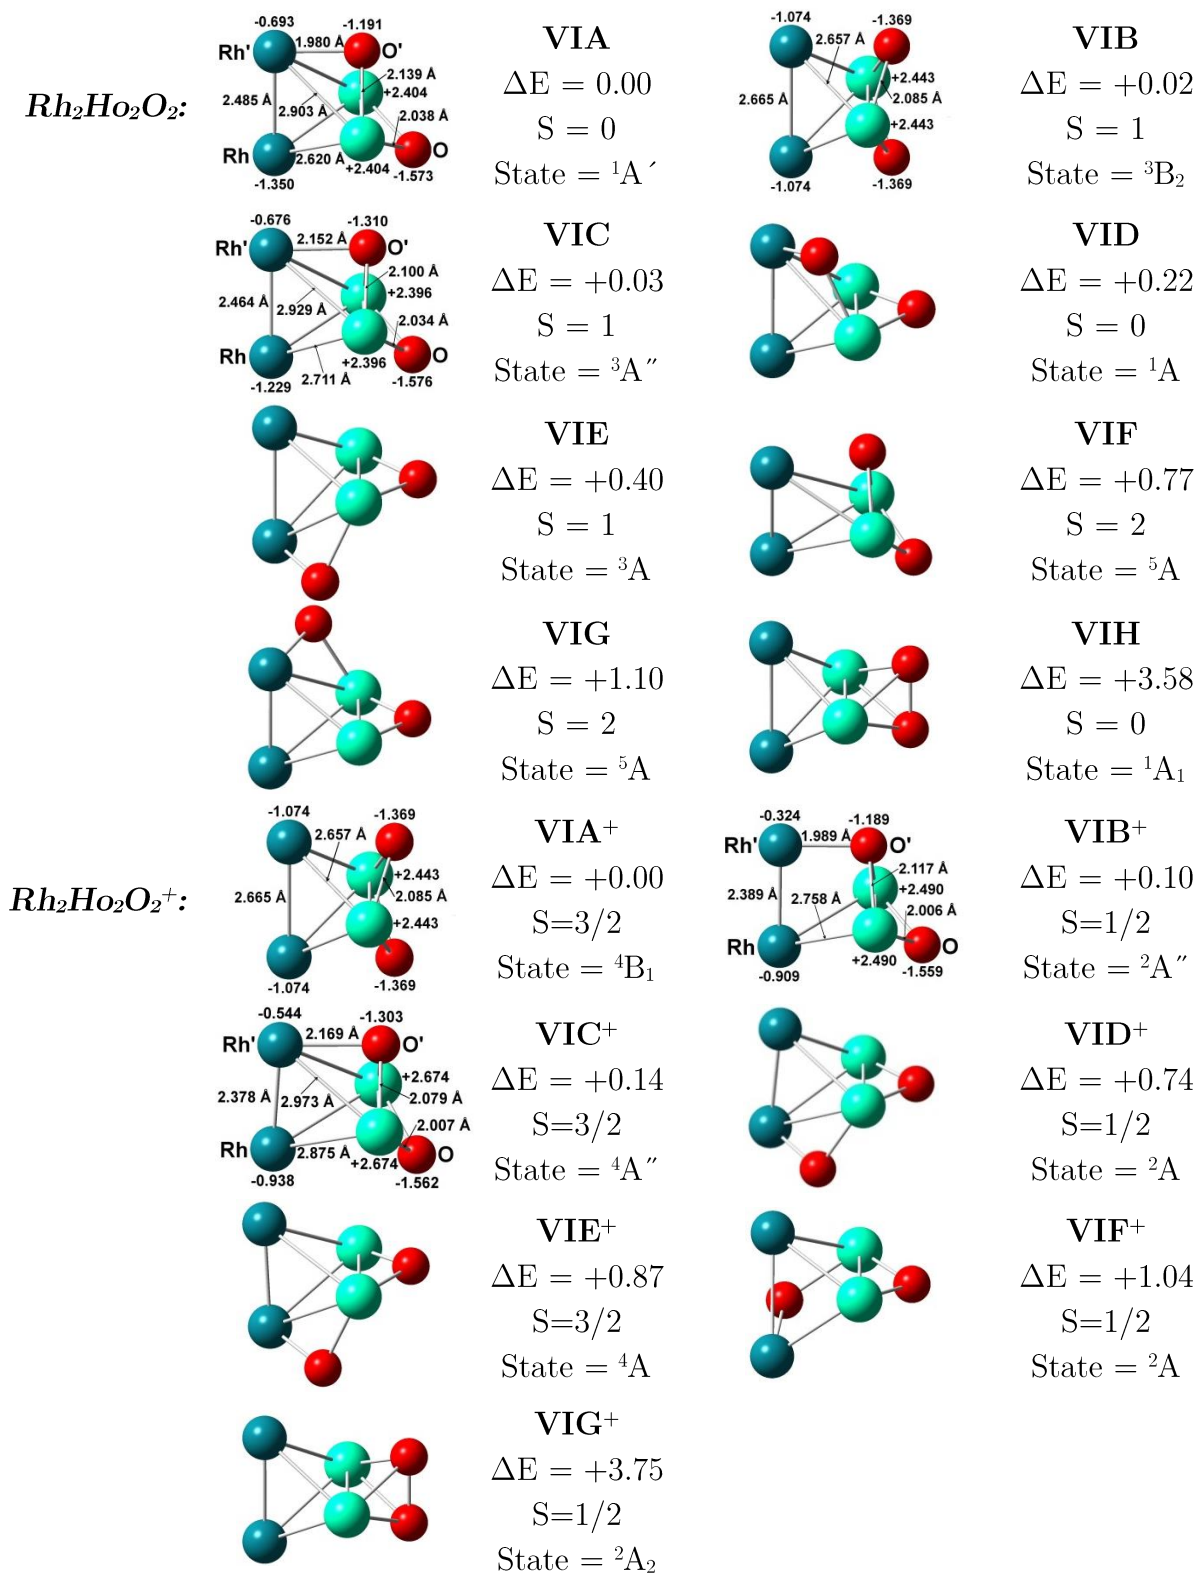 Rh₂Ho₂O₂:
-0.693
-1.191
Rh'
1.980 Å
O'
2.139 Å
+2.404
2.485 Å
2.903 Å
2.038 Å
Rh
2.620 Å
+2.404
O
-1.350
-1.573
VIA
ΔE = 0.00
S = 0
State = ¹A´
-1.074
-1.369
2.657 Å
+2.443
2.665 Å
2.085 Å
+2.443
-1.074
-1.369
VIB
ΔE = +0.02
S = 1
State = ³B₂
-0.676
-1.310
Rh'
2.152 Å
O'
2.100 Å
+2.396
2.464 Å
2.929 Å
2.034 Å
Rh
+2.396
O
2.711 Å
-1.229
-1.576
VIC
ΔE = +0.03
S = 1
State = ³A˝
VID
ΔE = +0.22
S = 0
State = ¹A
VIE
ΔE = +0.40
S = 1
State = ³A
VIF
ΔE = +0.77
S = 2
State = ⁵A
VIG
ΔE = +1.10
S = 2
State = ⁵A
VIH
ΔE = +3.58
S = 0
State = ¹A₁
Rh₂Ho₂O₂⁺:
-1.074
-1.369
2.657 Å
+2.443
2.665 Å
2.085 Å
+2.443
-1.074
-1.369
VIA⁺
ΔE = +0.00
S=3/2
State = ⁴B₁
-0.324
-1.189
Rh'
1.989 Å
O'
2.117 Å
+2.490
2.389 Å
2.758 Å
2.006 Å
Rh
+2.490
O
-0.909
-1.559
VIB⁺
ΔE = +0.10
S=1/2
State = ²A˝
-0.544
-1.303
Rh'
2.169 Å
O'
+2.674
2.079 Å
2.378 Å
2.973 Å
2.007 Å
Rh
2.875 Å
+2.674
O
-0.938
-1.562
VIC⁺
ΔE = +0.14
S=3/2
State = ⁴A˝
VID⁺
ΔE = +0.74
S=1/2
State = ²A
VIE⁺
ΔE = +0.87
S=3/2
State = ⁴A
VIF⁺
ΔE = +1.04
S=1/2
State = ²A
VIG⁺
ΔE = +3.75
S=1/2
State = ²A₂